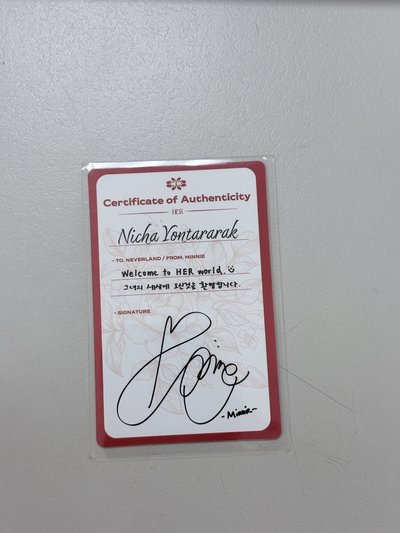 Certificate of Authenticity
HER
Nicha Yontararak
- TO. NEVERLAND / FROM. MINNIE
Welcome to HER world.
그녀의 세상에 오신것을 환영합니다.
- SIGNATURE
Minnie
- Minnie -